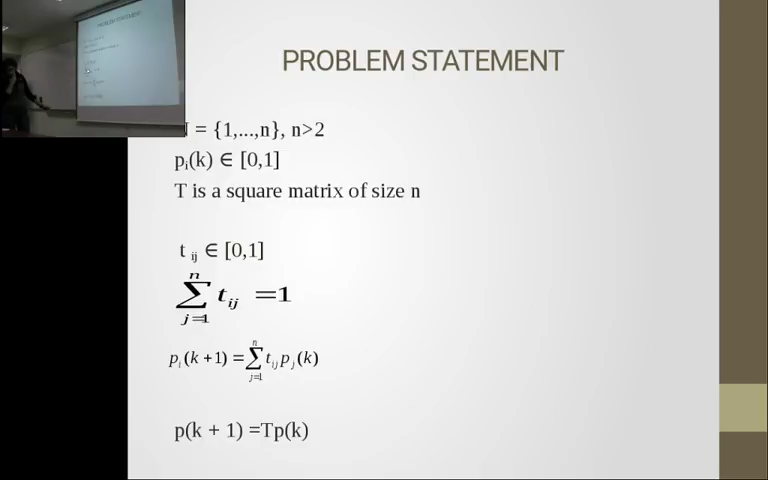 PROBLEM STATEMENT
= {1,...,n}, n>2
pᵢ(k) ∈ [0,1]
T is a square matrix of size n
t ᵢⱼ ∈ [0,1]
∑ⱼ₌₁ⁿ tᵢⱼ =1
pᵢ(k+1) = ∑ⱼ₌₁ⁿ tᵢⱼ pⱼ(k)
p(k + 1) =Tp(k)